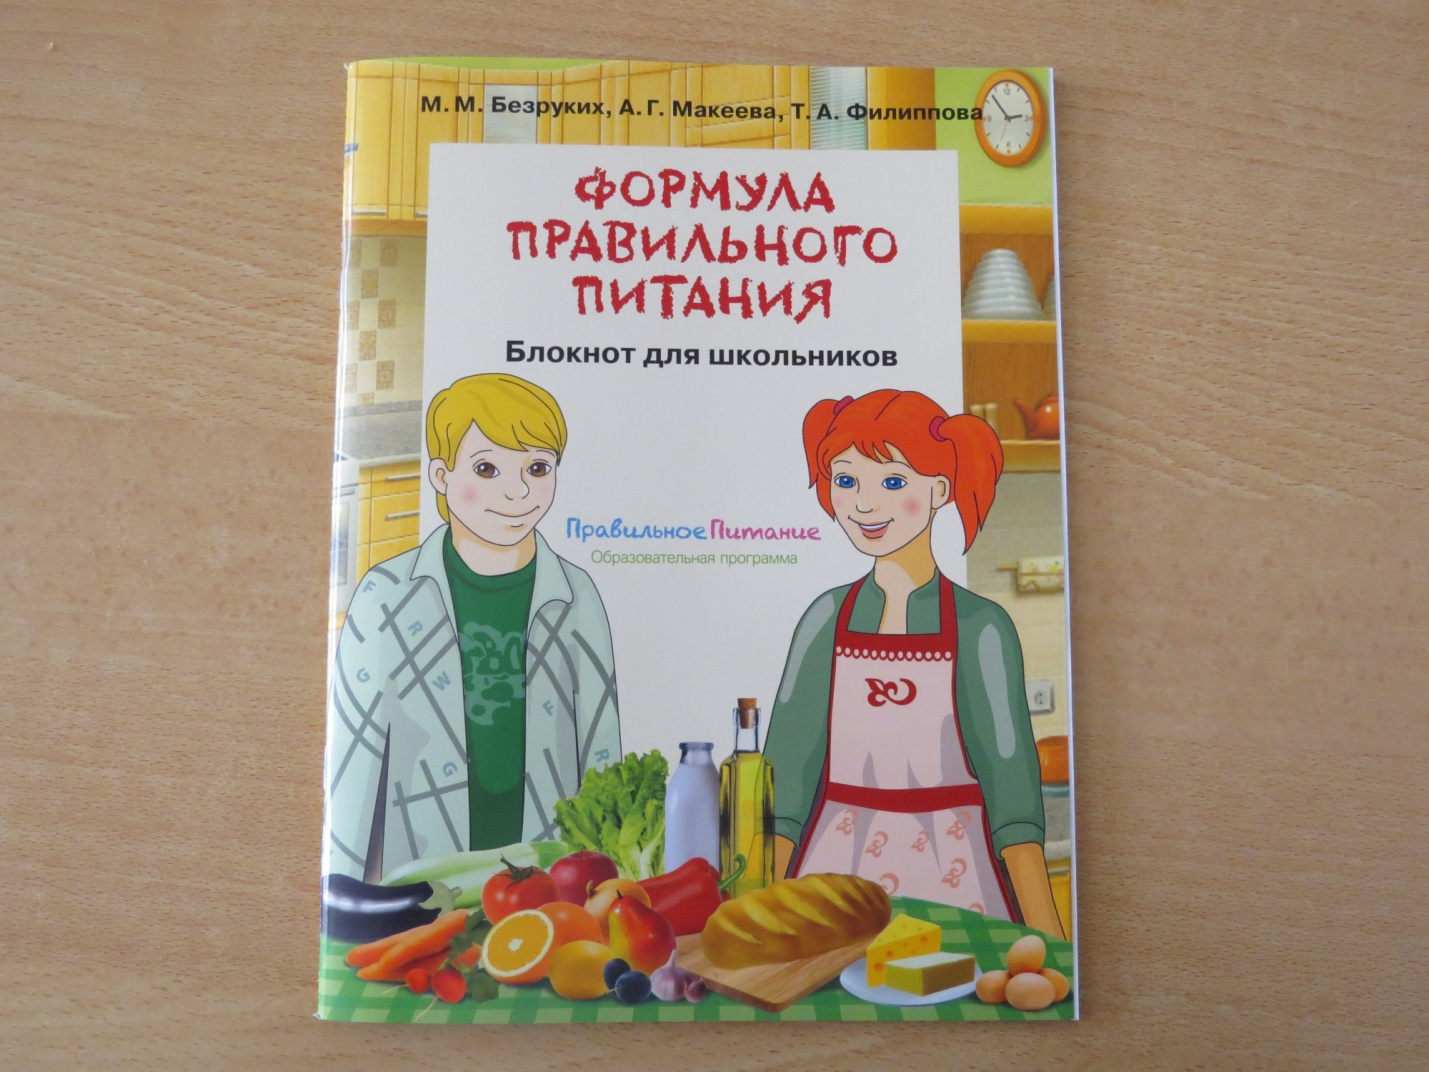 М. М. Безруких, А. Г. Макеева, Т. А. Филиппова
ФОРМУЛА
ПРАВИЛЬНОГО
ПИТАНИЯ
Блокнот для школьников
ПравильноеПитание
Образовательная программа